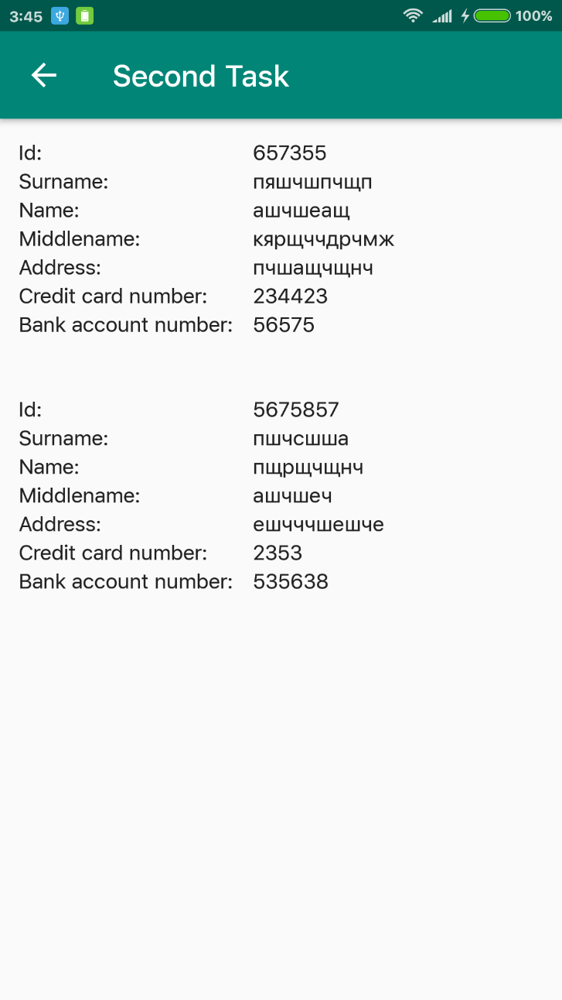 3:45 100%
Second Task
Id: 657355
Surname: пяшчшпчщп
Name: ашчшеащ
Middlename: кярщччдрчмж
Address: пчшащчщнч
Credit card number: 234423
Bank account number: 56575
Id: 5675857
Surname: пшчсшша
Name: пщрщчщнч
Middlename: ашчшеч
Address: ешчччшешче
Credit card number: 2353
Bank account number: 535638